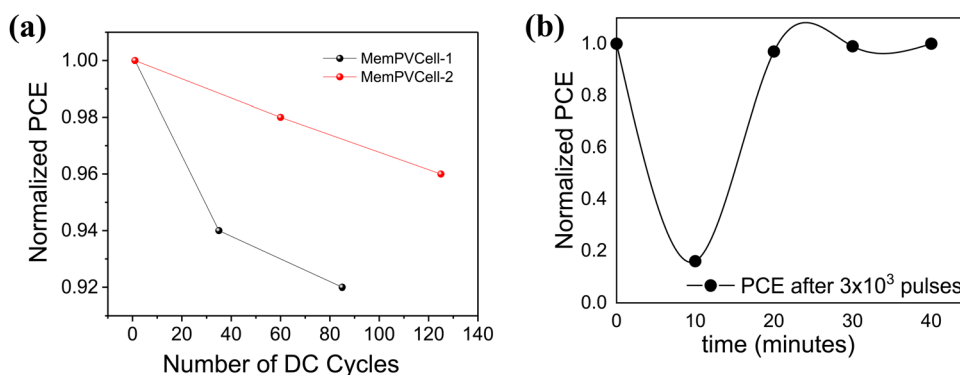 (a)
Normalized PCE
1.00
0.98
0.96
0.94
0.92
0
20
40
60
80
100
120
140
Number of DC Cycles
MemPVCell-1
MemPVCell-2
(b)
Normalized PCE
1.0
0.8
0.6
0.4
0.2
0.0
0
10
20
30
40
time (minutes)
PCE after 3x10³ pulses